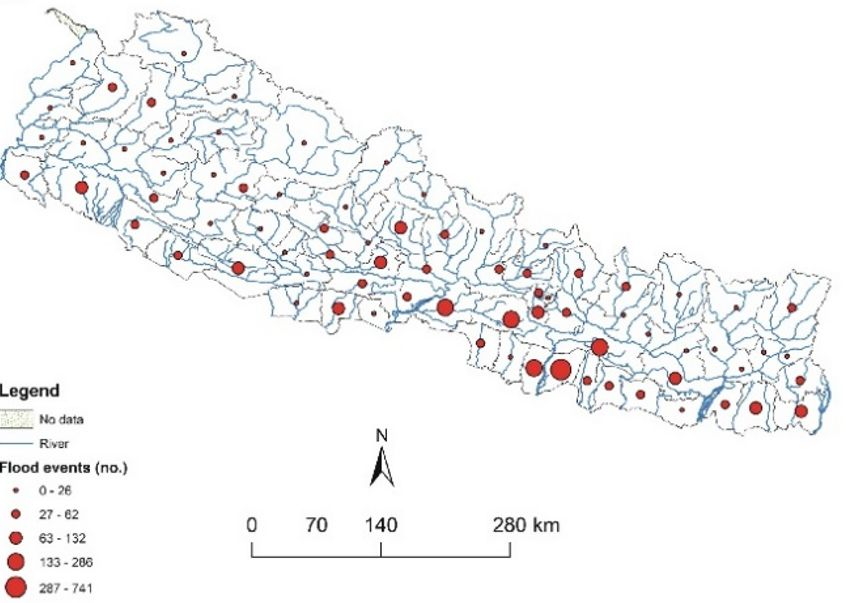 Legend
No data
River
Flood events (no.)
0 - 26
27 - 62
63 - 132
133 - 286
287 - 741
N
0 70 140 280 km